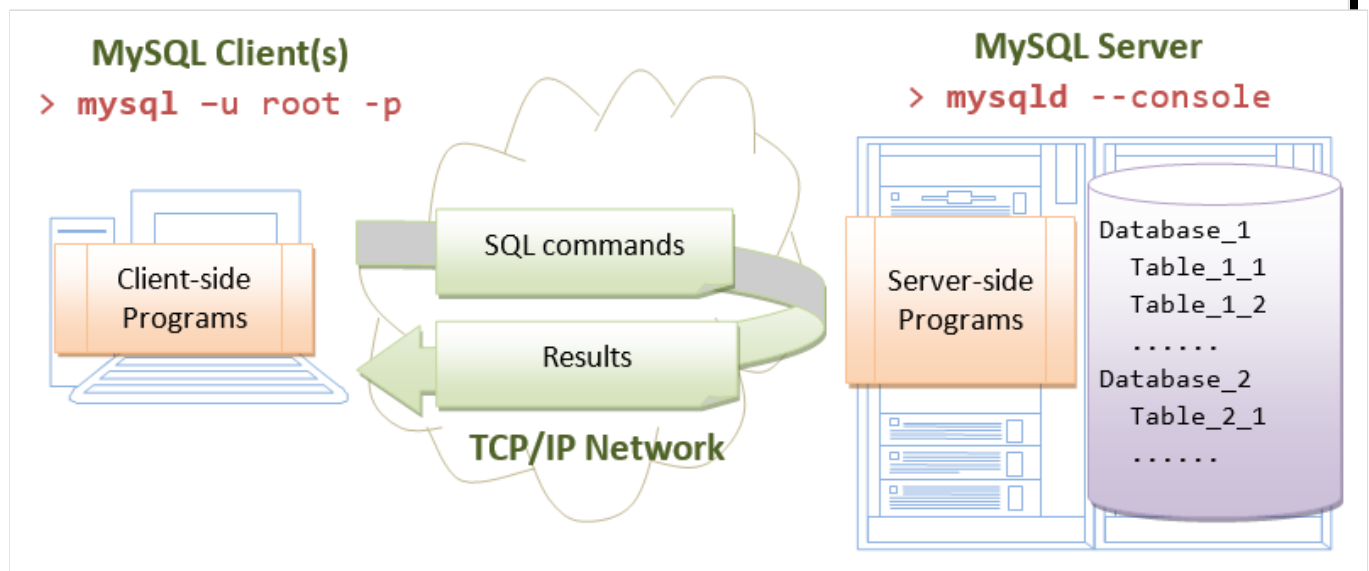 MySQL Client(s)
> mysql –u root -p
MySQL Server
> mysqld --console
Client-side
Programs
SQL commands
Results
TCP/IP Network
Server-side
Programs
Database_1
Table_1_1
Table_1_2
......
Database_2
Table_2_1
......